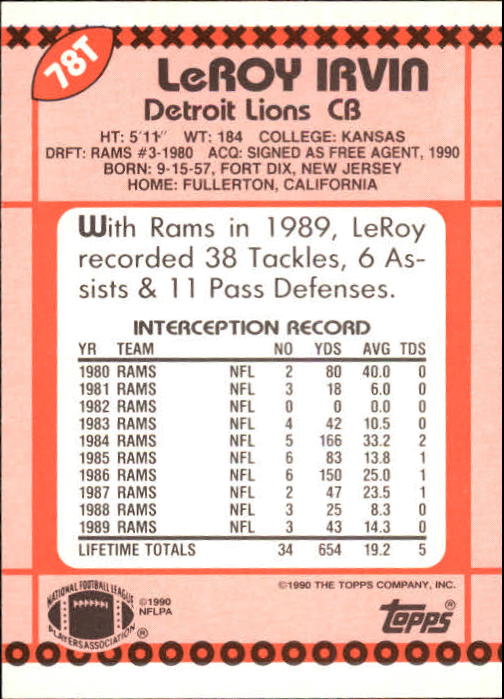 78T
LeROY IRVIN
Detroit Lions CB
HT: 5'11" WT: 184 COLLEGE: KANSAS
DRFT: RAMS #3-1980 ACQ: SIGNED AS FREE AGENT, 1990
BORN: 9-15-57, FORT DIX, NEW JERSEY
HOME: FULLERTON, CALIFORNIA
With Rams in 1989, LeRoy
recorded 38 Tackles, 6 As-
sists & 11 Pass Defenses.
INTERCEPTION RECORD
YR TEAM NO YDS AVG TDS
1980 RAMS NFL 2 80 40.0 0
1981 RAMS NFL 3 18 6.0 0
1982 RAMS NFL 0 0 0.0 0
1983 RAMS NFL 4 42 10.5 0
1984 RAMS NFL 5 166 33.2 2
1985 RAMS NFL 6 83 13.8 1
1986 RAMS NFL 6 150 25.0 1
1987 RAMS NFL 2 47 23.5 1
1988 RAMS NFL 3 25 8.3 0
1989 RAMS NFL 3 43 14.3 0
LIFETIME TOTALS 34 654 19.2 5
©1990 THE TOPPS COMPANY, INC.
NATIONAL FOOTBALL LEAGUE
PLAYERS ASSOCIATION ®
©1990
NFLPA
topps®